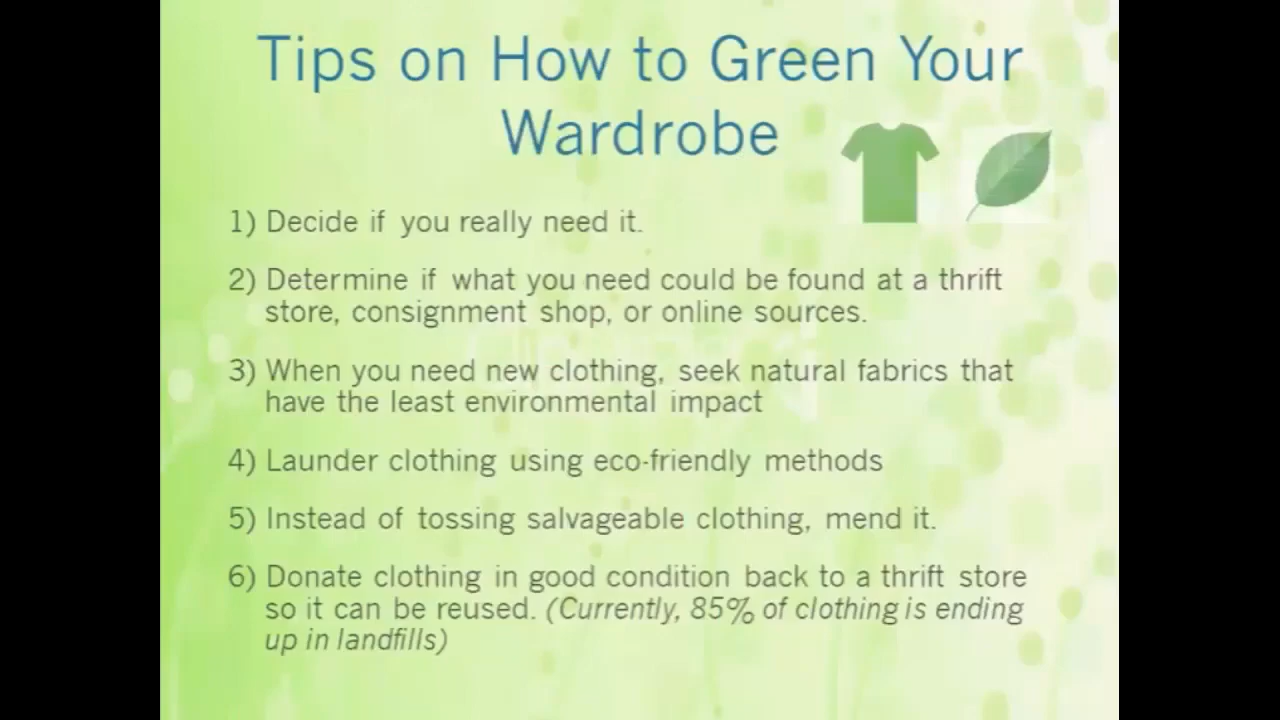 Tips on How to Green Your
Wardrobe
1) Decide if you really need it.
2) Determine if what you need could be found at a thrift
store, consignment shop, or online sources.
3) When you need new clothing, seek natural fabrics that
have the least environmental impact
4) Launder clothing using eco-friendly methods
5) Instead of tossing salvageable clothing, mend it.
6) Donate clothing in good condition back to a thrift store
so it can be reused. (Currently, 85% of clothing is ending
up in landfills)